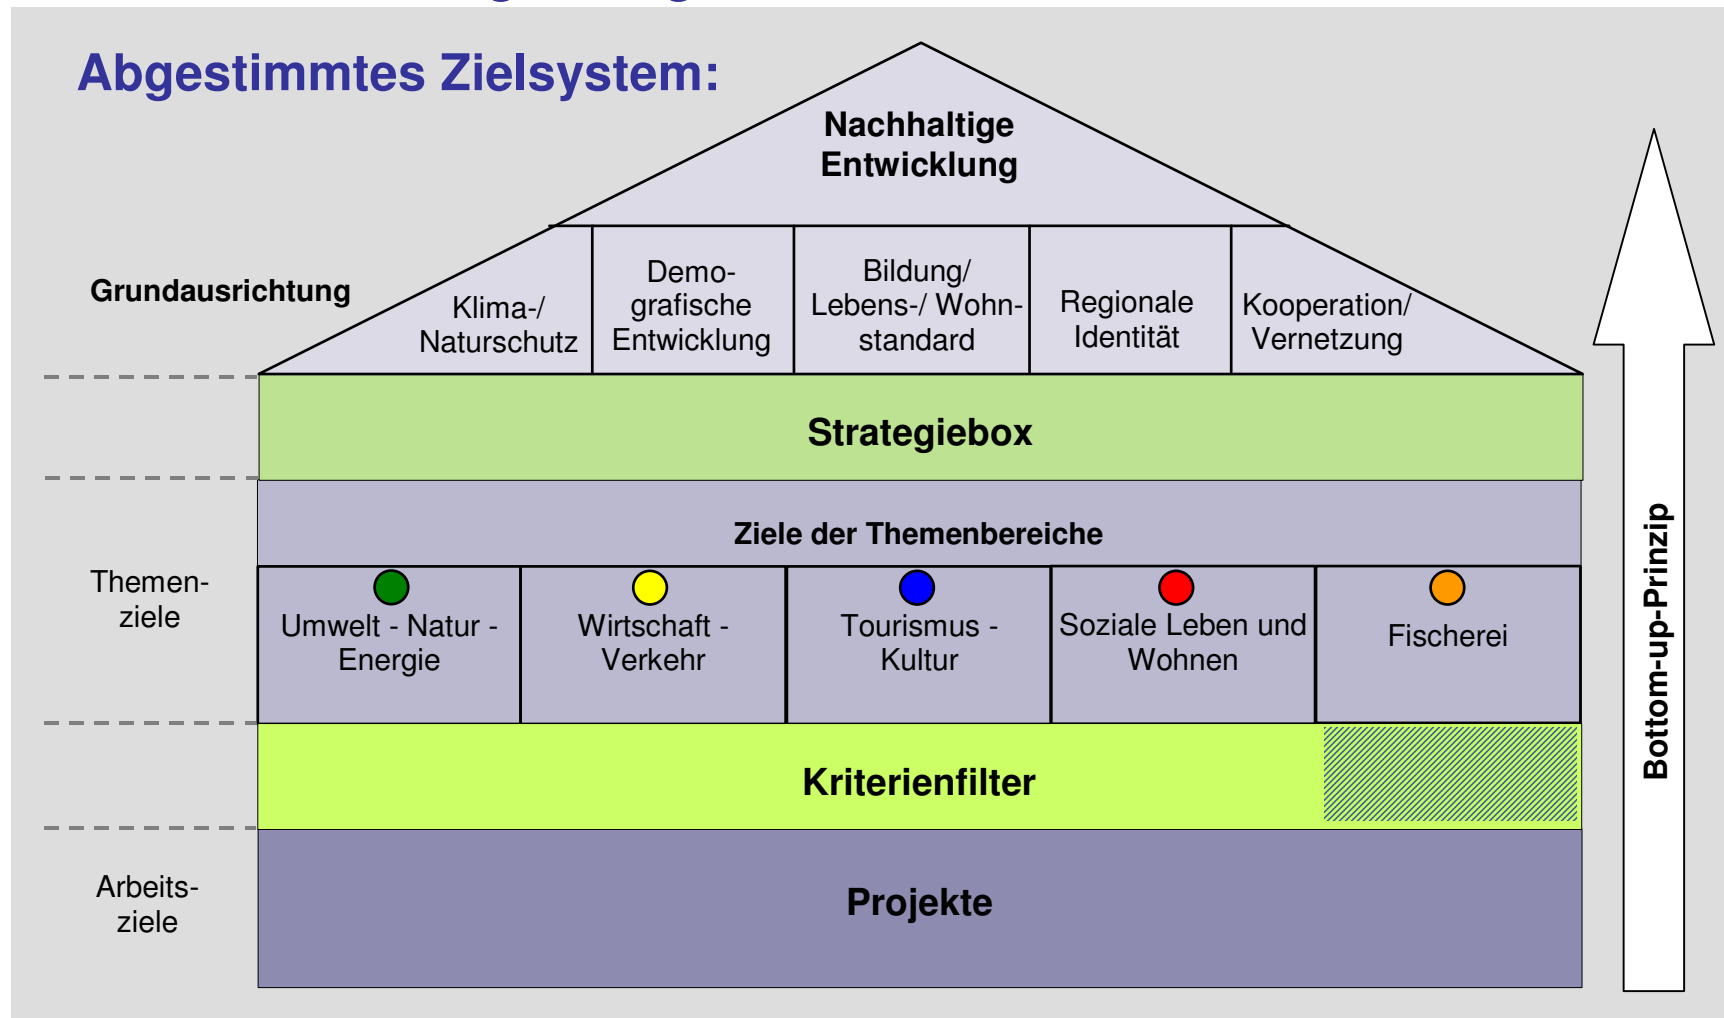 Abgestimmtes Zielsystem:
Nachhaltige
Entwicklung
Grundausrichtung
Klima-/
Naturschutz
Demo-
grafische
Entwicklung
Bildung/
Lebens-/ Wohn-
standard
Regionale
Identität
Kooperation/
Vernetzung
Strategiebox
Ziele der Themenbereiche
Themen-
ziele
Umwelt - Natur -
Energie
Wirtschaft -
Verkehr
Tourismus -
Kultur
Soziale Leben und
Wohnen
Fischerei
Kriterienfilter
Arbeits-
ziele
Projekte
Bottom-up-Prinzip